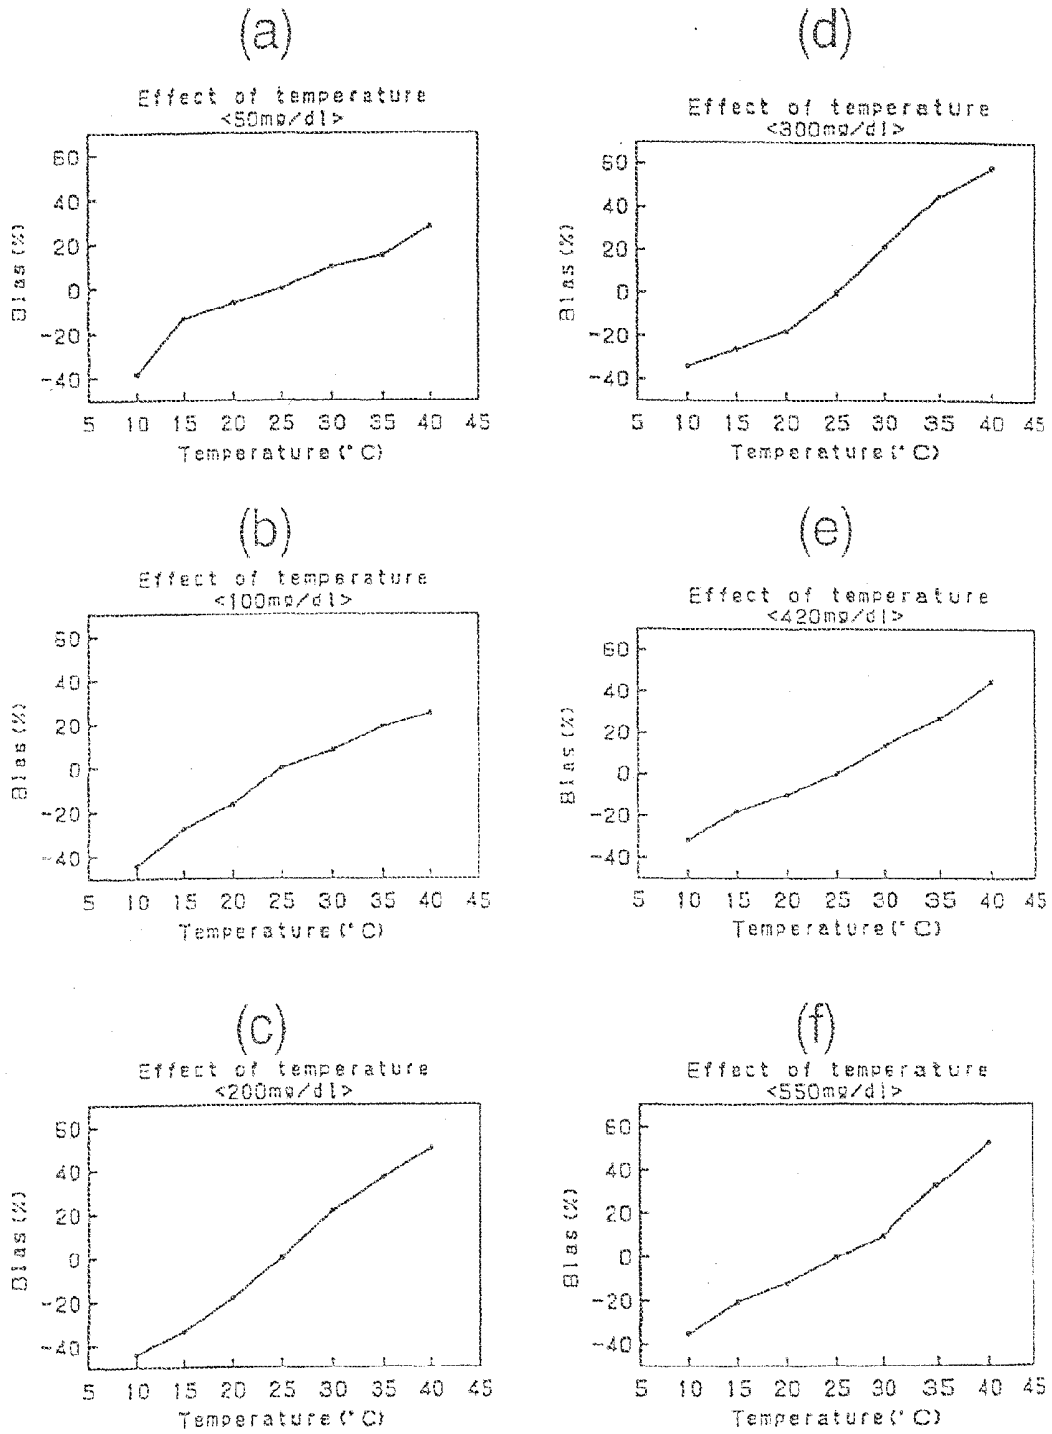 (a)
Effect of temperature
<50mg/dl>
60
40
20
0
-20
-40
Bias(%)
5 10 15 20 25 30 35 40 45
Temperature(°C)
(b)
Effect of temperature
<100mg/dl>
60
40
20
0
-20
-40
Bias(%)
5 10 15 20 25 30 35 40 45
Temperature(°C)
(c)
Effect of temperature
<200mg/dl>
60
40
20
0
-20
-40
Bias(%)
5 10 15 20 25 30 35 40 45
Temperature(°C)
(d)
Effect of temperature
<300mg/dl>
60
40
20
0
-20
-40
Bias(%)
5 10 15 20 25 30 35 40 45
Temperature(°C)
(e)
Effect of temperature
<420mg/dl>
60
40
20
0
-20
-40
Bias(%)
5 10 15 20 25 30 35 40 45
Temperature(°C)
(f)
Effect of temperature
<550mg/dl>
60
40
20
0
-20
-40
Bias(%)
5 10 15 20 25 30 35 40 45
Temperature(°C)